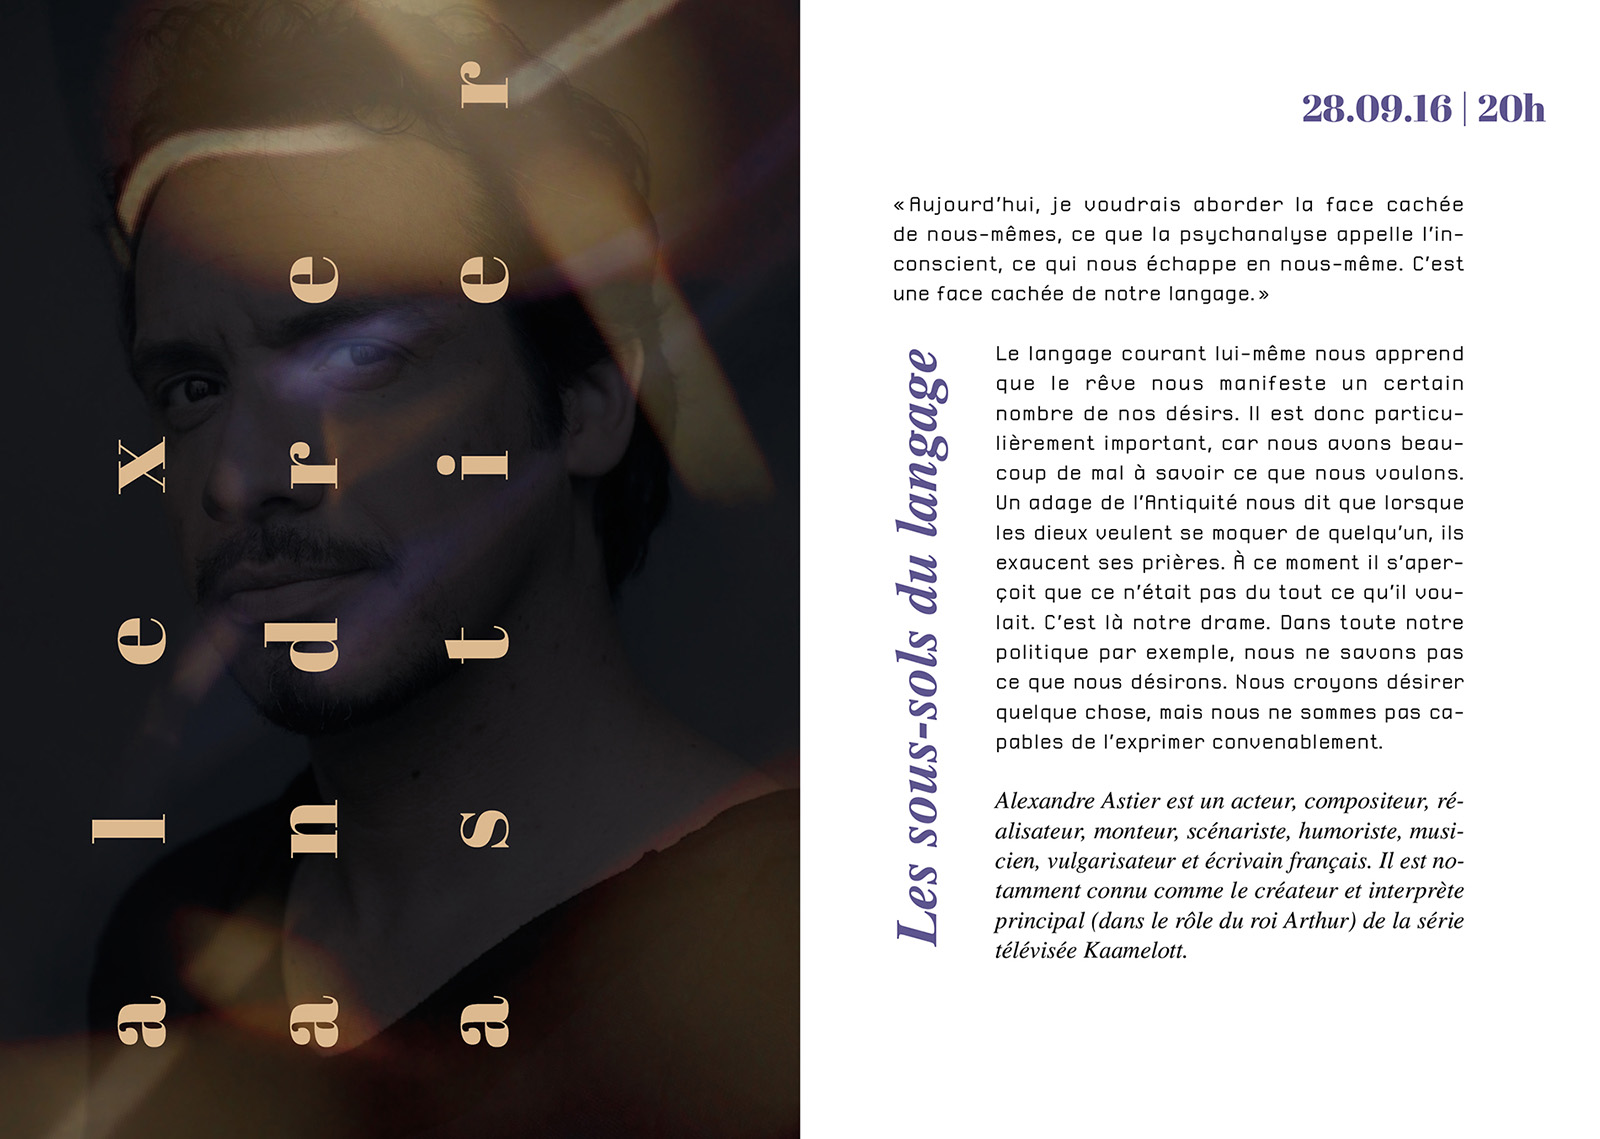 alex
andre
astier
28.09.16 | 20h
« Aujourd’hui, je voudrais aborder la face cachée
de nous-mêmes, ce que la psychanalyse appelle l’in-
conscient, ce qui nous échappe en nous-même. C’est
une face cachée de notre langage. »
Les sous-sols du langage
Le langage courant lui-même nous apprend
que le rêve nous manifeste un certain
nombre de nos désirs. Il est donc particu-
lièrement important, car nous avons beau-
coup de mal à savoir ce que nous voulons.
Un adage de l’Antiquité nous dit que lorsque
les dieux veulent se moquer de quelqu’un, ils
exaucent ses prières. À ce moment il s’aper-
çoit que ce n’était pas du tout ce qu’il vou-
lait. C’est là notre drame. Dans toute notre
politique par exemple, nous ne savons pas
ce que nous désirons. Nous croyons désirer
quelque chose, mais nous ne sommes pas ca-
pables de l’exprimer convenablement.
Alexandre Astier est un acteur, compositeur, ré-
alisateur, monteur, scénariste, humoriste, musi-
cien, vulgarisateur et écrivain français. Il est no-
tamment connu comme le créateur et interprète
principal (dans le rôle du roi Arthur) de la série
télévisée Kaamelott.